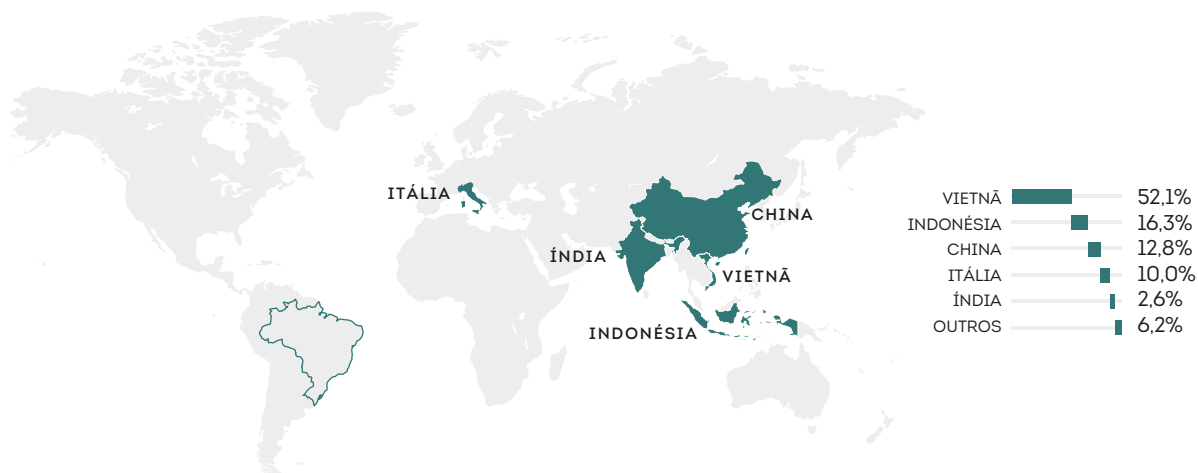 ITÁLIA
CHINA
ÍNDIA
VIETNÃ
INDONÉSIA
VIETNÃ 52,1%
INDONÉSIA 16,3%
CHINA 12,8%
ITÁLIA 10,0%
ÍNDIA 2,6%
OUTROS 6,2%